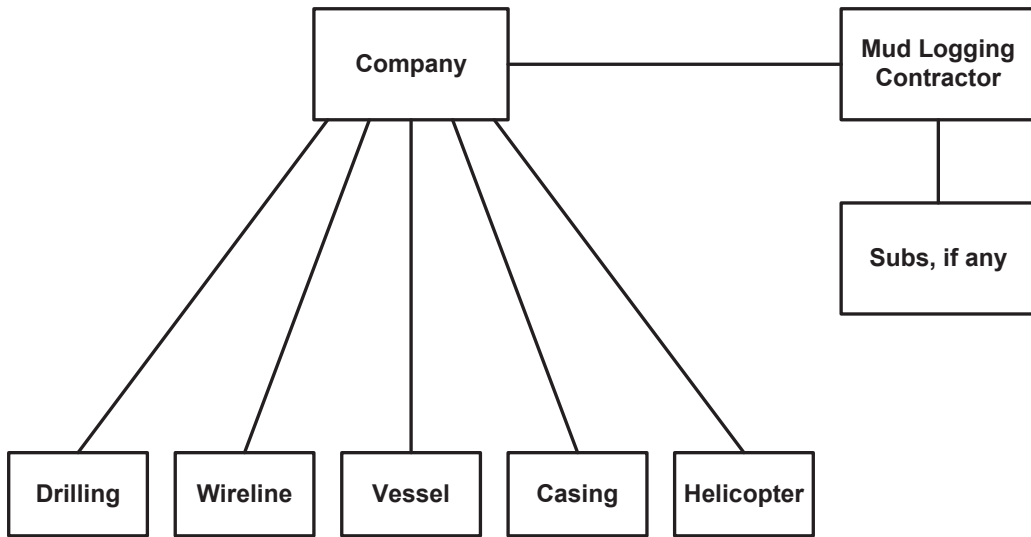 Company
Mud Logging
Contractor
Subs, if any
Drilling
Wireline
Vessel
Casing
Helicopter